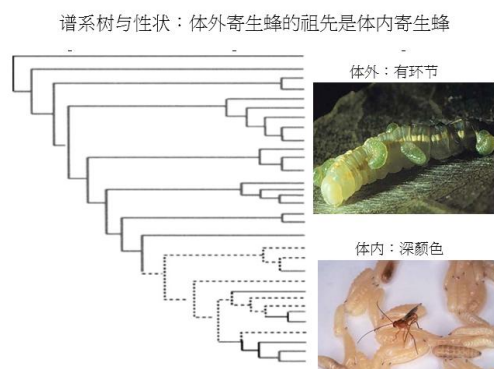 谱系树与性状：体外寄生蜂的祖先是体内寄生蜂
体外：有环节
体内：深颜色